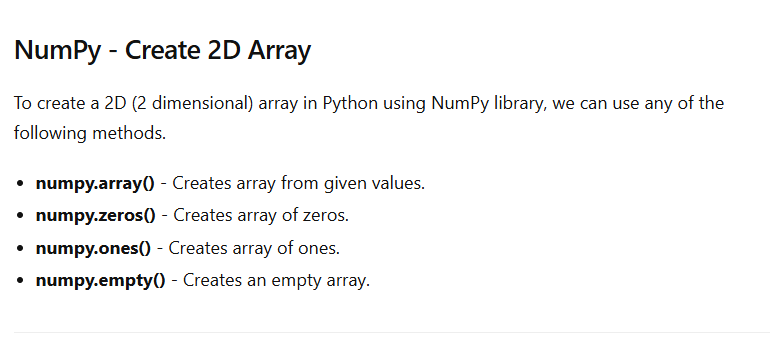 NumPy - Create 2D Array
To create a 2D (2 dimensional) array in Python using NumPy library, we can use any of the
following methods.
• numpy.array() - Creates array from given values.
• numpy.zeros() - Creates array of zeros.
• numpy.ones() - Creates array of ones.
• numpy.empty() - Creates an empty array.